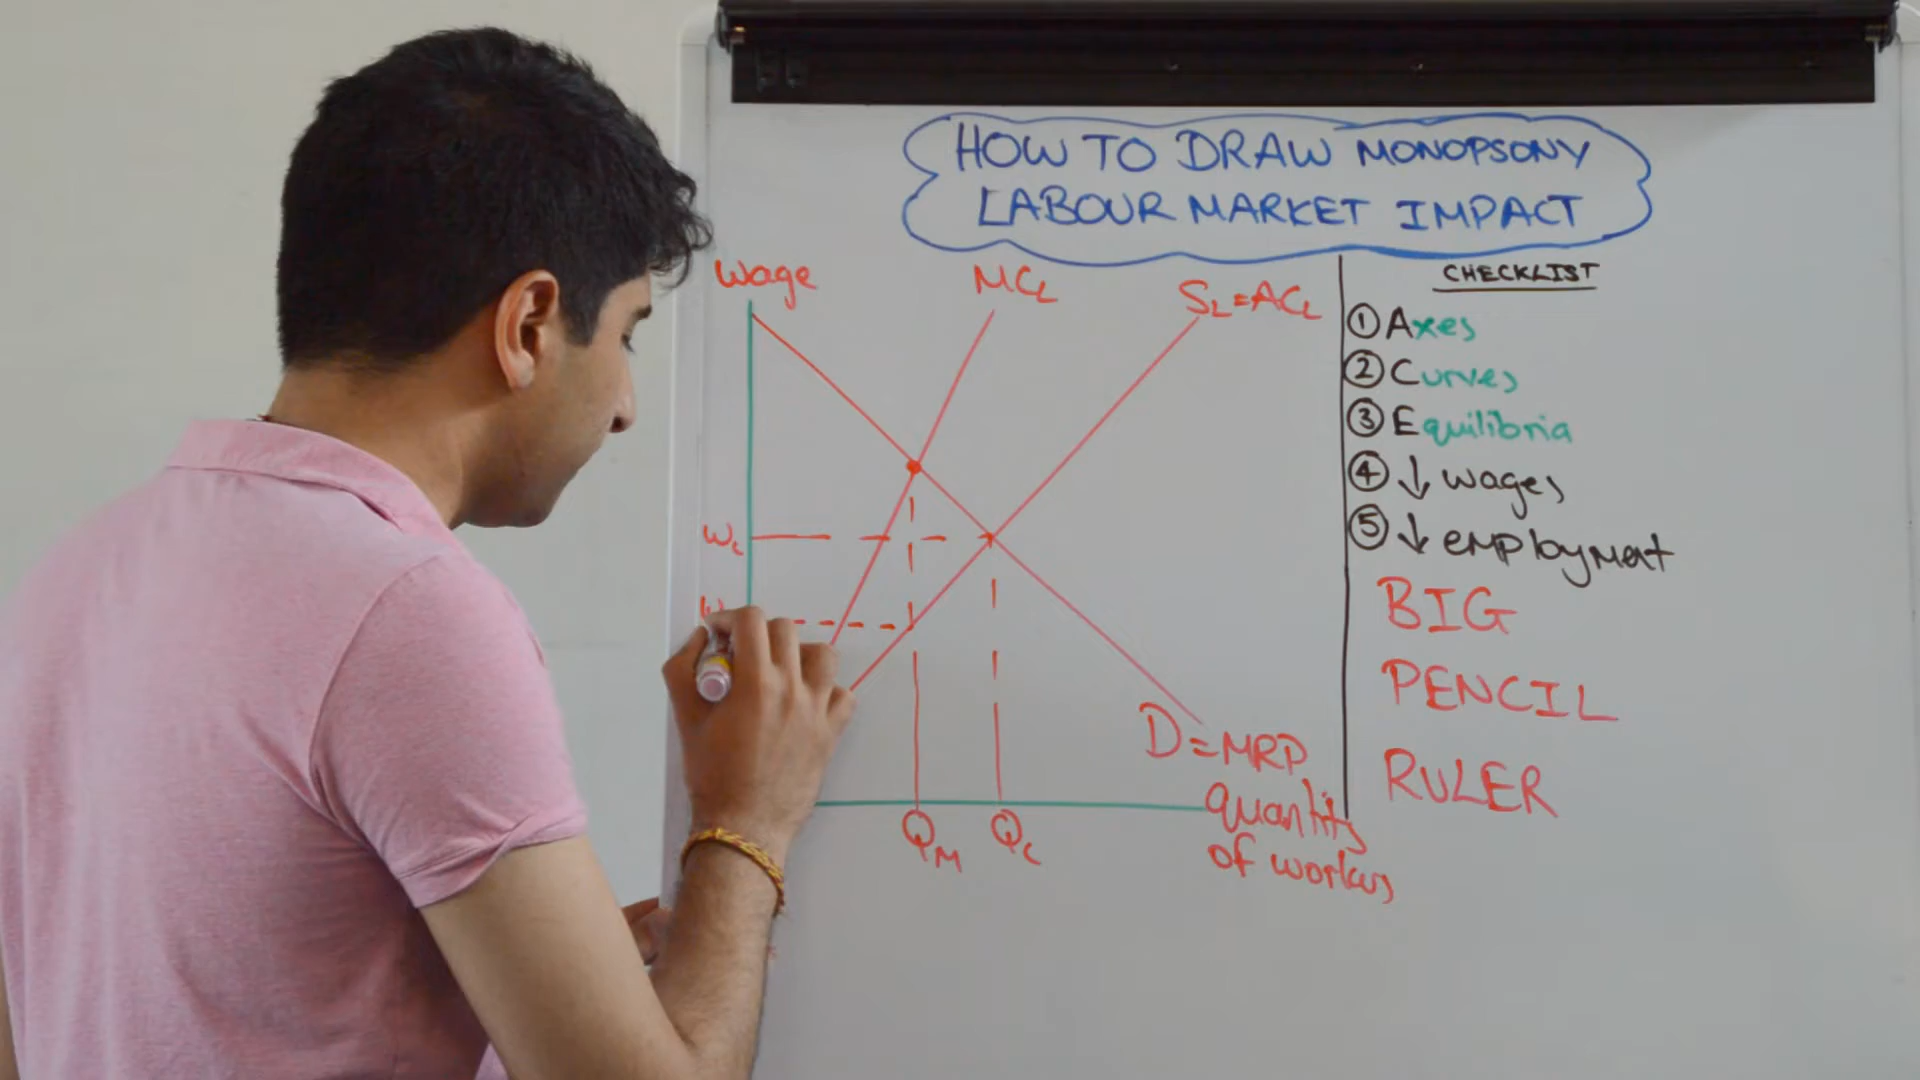 HOW TO DRAW MONOPSONY
LABOUR MARKET IMPACT
Wage
MCL
SL=ACL
CHECKLIST
① Axes
② Curves
③ Equilibria
④ ↓ wages
⑤ ↓ employment
BIG
PENCIL
RULER
Wc
W
D=MRP
quantity
of workers
QM
QC